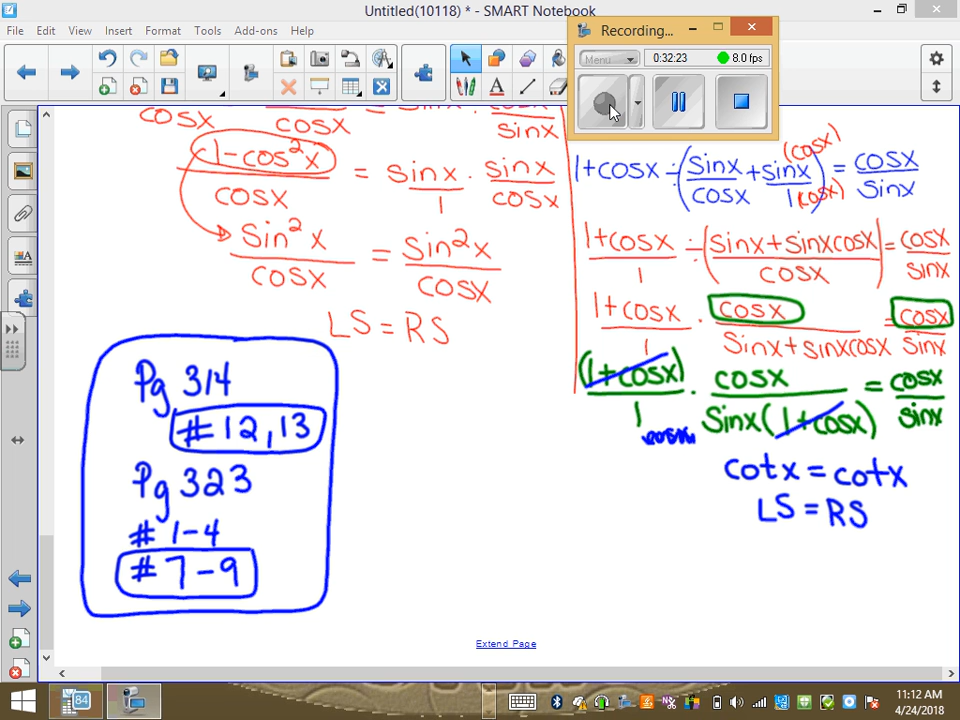 Untitled(10118) * - SMART Notebook
File Edit View Insert Format Tools Add-ons Help
Recording...
Menu
0:32:23
8.0 fps
cosx cosx sinx
1-cos²x / cosx = sinx / 1 · sinx / cosx
sin²x / cosx = sin²x / cosx
LS = RS
1+cosx ÷ (sinx / cosx + sinx / 1 (cosx) / (cosx)) = cosx / sinx
1+cosx / 1 ÷ (sinx + sinxcosx / cosx) = cosx / sinx
1+cosx / 1 · cosx / sinx + sinxcosx = cosx / sinx
(1+cosx) / 1 · cosx / sinx(1+cosx) = cosx / sinx
cosx
cotx = cotx
LS = RS
Pg 314
# 12, 13
Pg 323
# 1-4
# 7-9
Extend Page
84
11:12 AM
4/24/2018